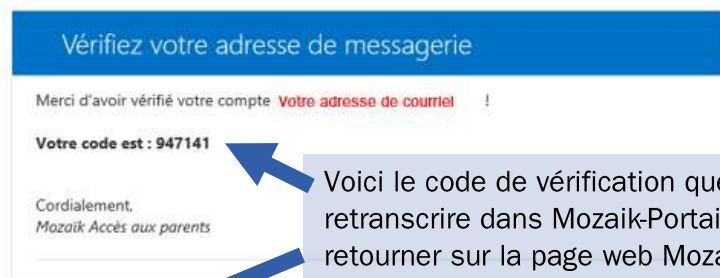 Vérifiez votre adresse de messagerie
Merci d'avoir vérifié votre compte Votre adresse de courriel !
Votre code est : 947141
Voici le code de vérification que
Cordialement,
retranscrire dans Mozaik-Portai
Mozaïk Accès aux parents
retourner sur la page web Moza